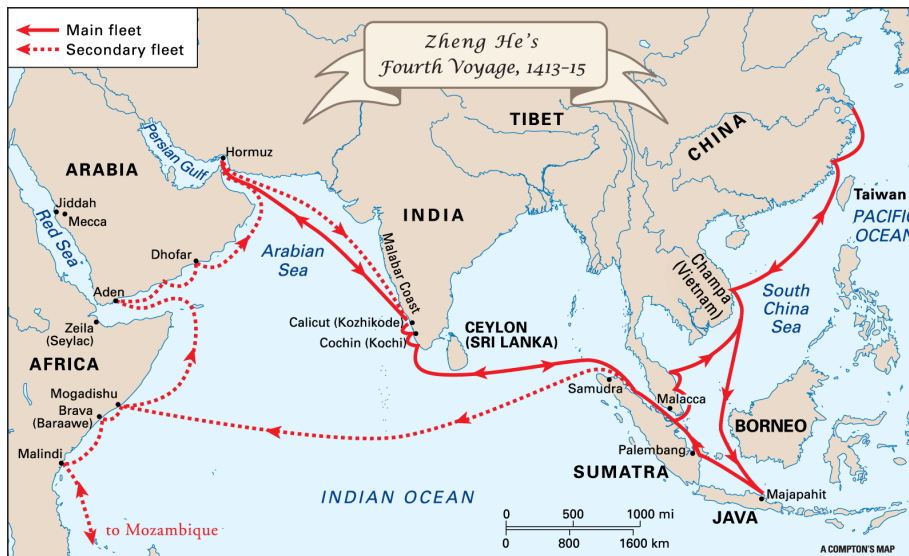 Main fleet
Secondary fleet
Zheng He's
Fourth Voyage, 1413–15
TIBET
CHINA
Taiwan
PACIFIC
OCEAN
ARABIA
Persian Gulf
Hormuz
Jiddah
Mecca
Red Sea
INDIA
Arabian
Sea
Malabar Coast
Dhofar
Aden
Zeila
(Seylac)
AFRICA
Calicut (Kozhikode)
Cochin (Kochi)
CEYLON
(SRI LANKA)
Champa
(Vietnam)
South
China
Sea
Mogadishu
Brava
(Baraawe)
Malindi
to Mozambique
Samudra
Malacca
BORNEO
Palembang
SUMATRA
INDIAN OCEAN
Majapahit
JAVA
0 500 1000 mi
0 800 1600 km
A COMPTON'S MAP